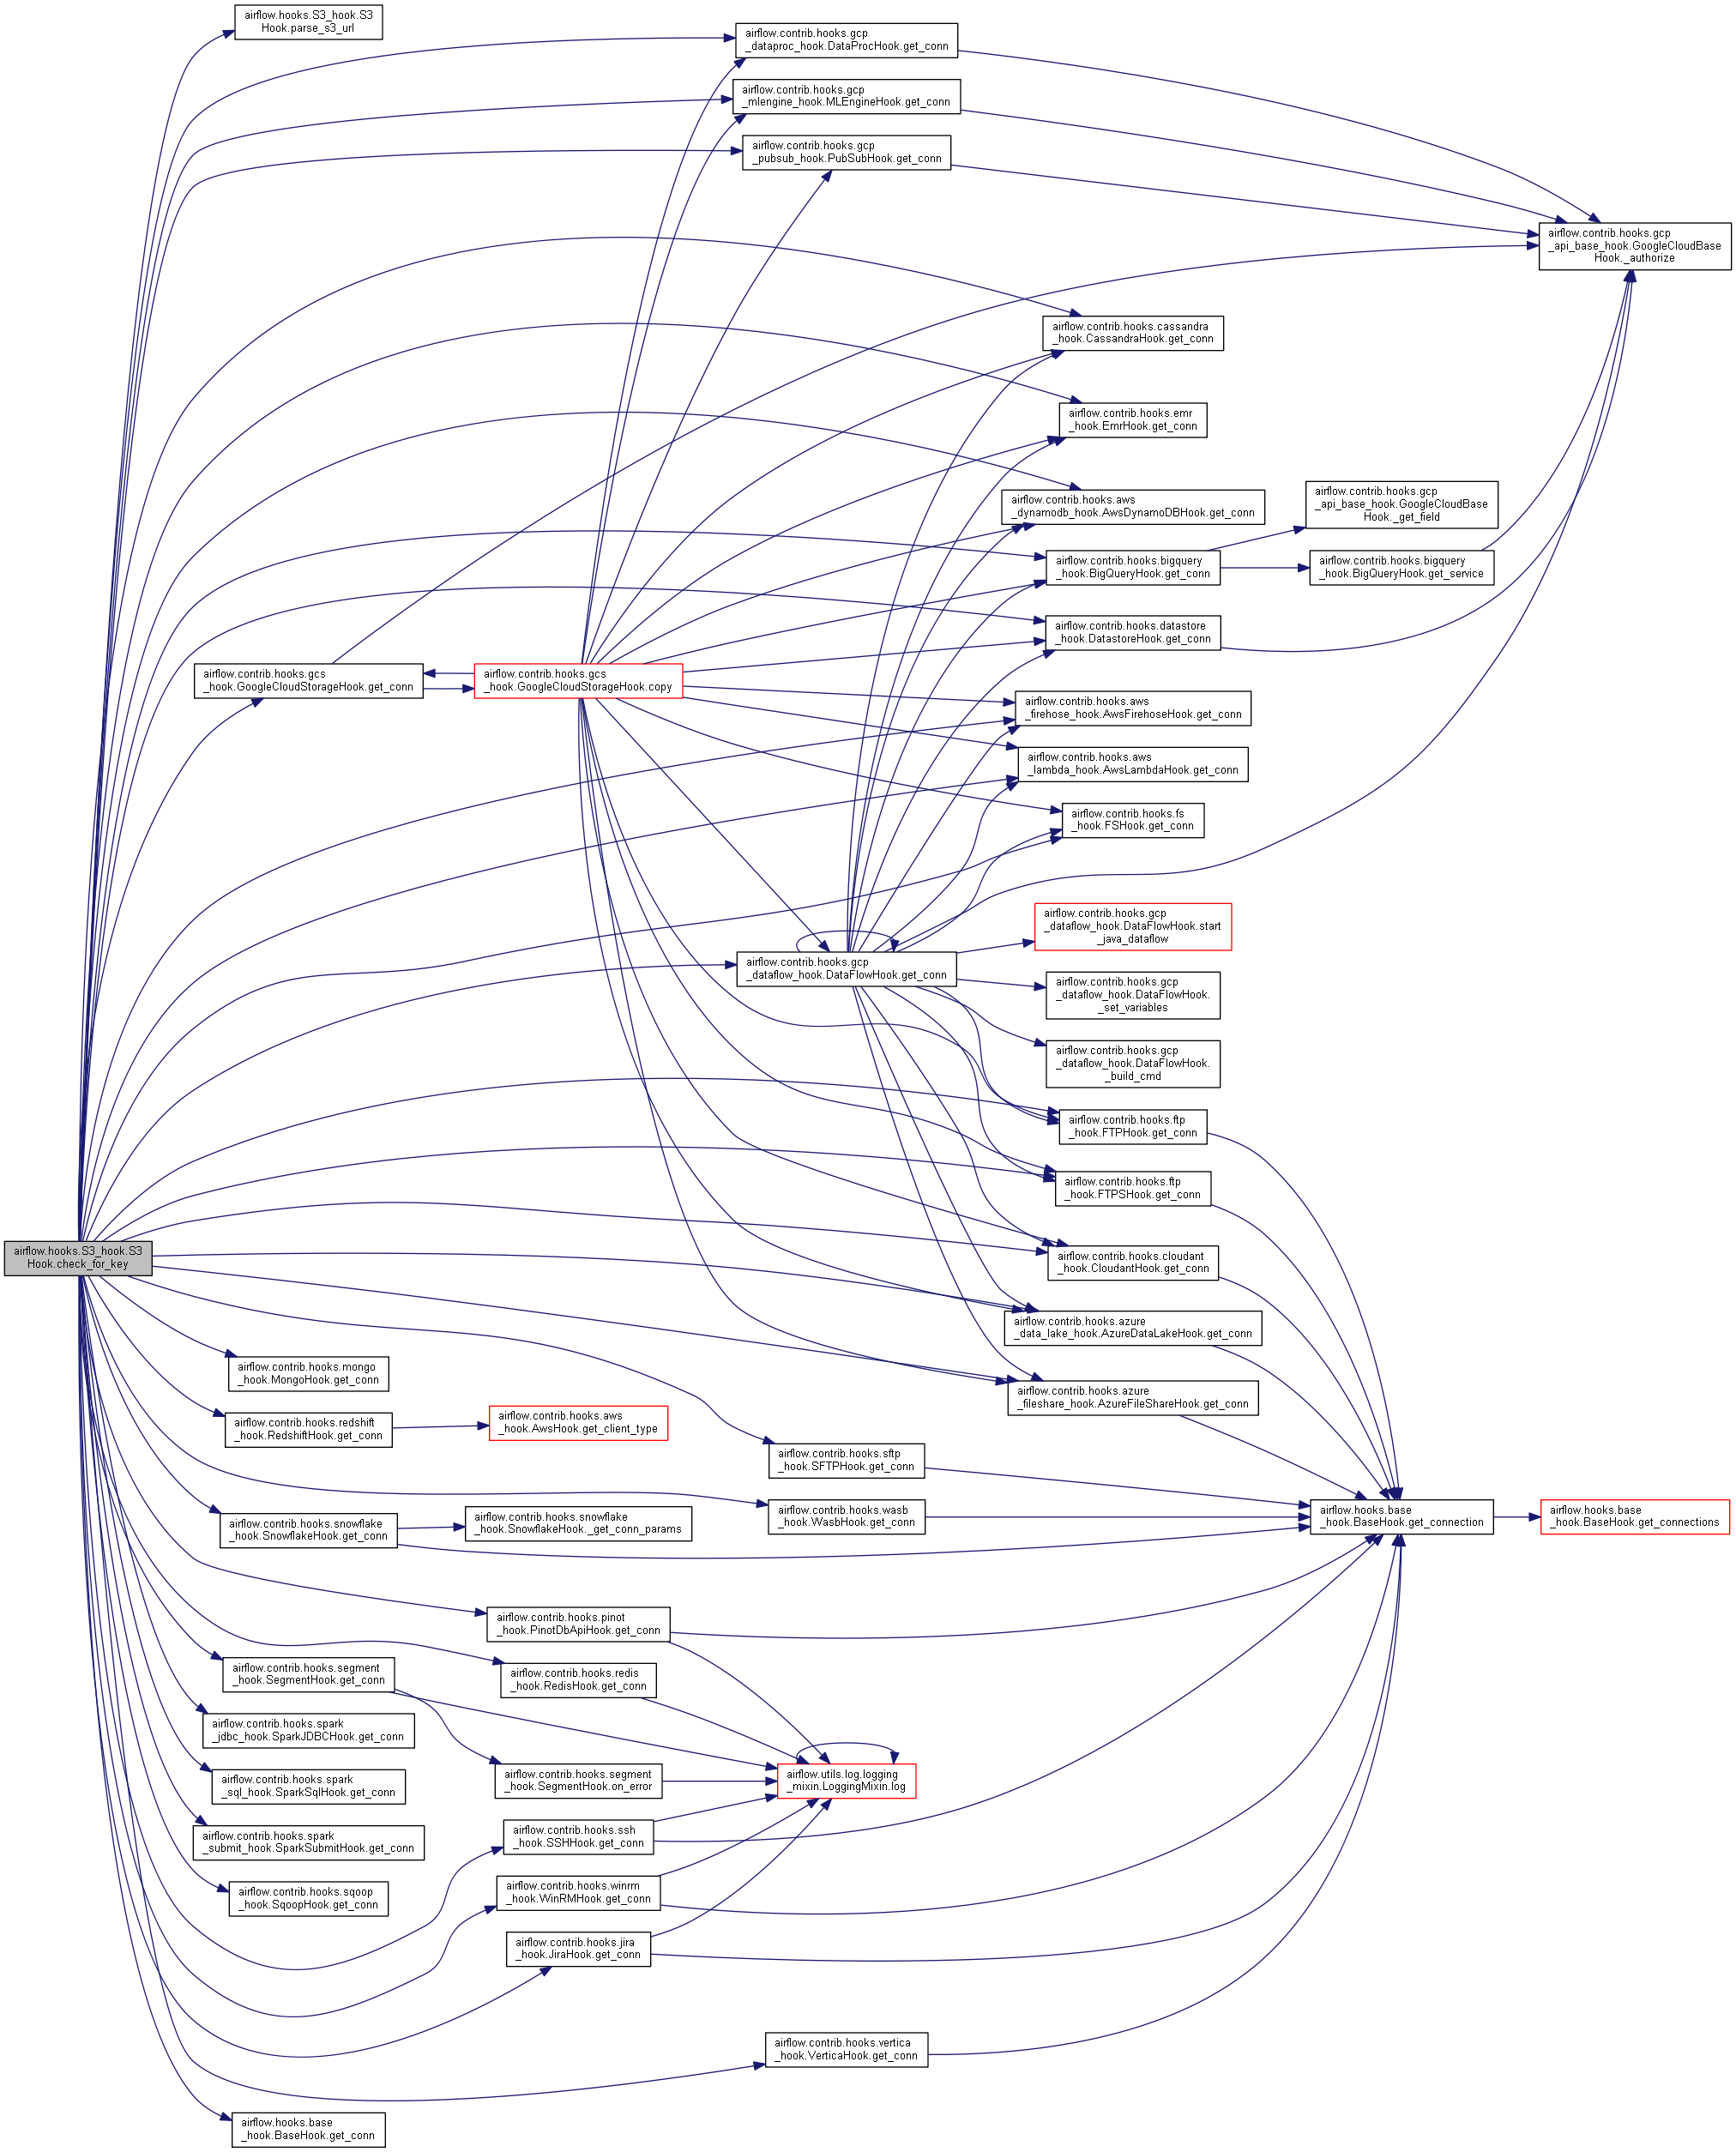 airflow.hooks.S3_hook.S3
Hook.parse_s3_url
airflow.contrib.hooks.gcp
_dataproc_hook.DataProcHook.get_conn
airflow.contrib.hooks.gcp
_mlengine_hook.MLEngineHook.get_conn
airflow.contrib.hooks.gcp
_pubsub_hook.PubSubHook.get_conn
airflow.contrib.hooks.gcp
_api_base_hook.GoogleCloudBase
Hook._authorize
airflow.contrib.hooks.cassandra
_hook.CassandraHook.get_conn
airflow.contrib.hooks.emr
_hook.EmrHook.get_conn
airflow.contrib.hooks.aws
_dynamodb_hook.AwsDynamoDBHook.get_conn
airflow.contrib.hooks.gcp
_api_base_hook.GoogleCloudBase
Hook._get_field
airflow.contrib.hooks.bigquery
_hook.BigQueryHook.get_conn
airflow.contrib.hooks.bigquery
_hook.BigQueryHook.get_service
airflow.contrib.hooks.datastore
_hook.DatastoreHook.get_conn
airflow.contrib.hooks.gcs
_hook.GoogleCloudStorageHook.get_conn
airflow.contrib.hooks.gcs
_hook.GoogleCloudStorageHook.copy
airflow.contrib.hooks.aws
_firehose_hook.AwsFirehoseHook.get_conn
airflow.contrib.hooks.aws
_lambda_hook.AwsLambdaHook.get_conn
airflow.contrib.hooks.fs
_hook.FSHook.get_conn
airflow.contrib.hooks.gcp
_dataflow_hook.DataFlowHook.start
_java_dataflow
airflow.contrib.hooks.gcp
_dataflow_hook.DataFlowHook.get_conn
airflow.contrib.hooks.gcp
_dataflow_hook.DataFlowHook.
_set_variables
airflow.contrib.hooks.gcp
_dataflow_hook.DataFlowHook.
_build_cmd
airflow.contrib.hooks.ftp
_hook.FTPHook.get_conn
airflow.contrib.hooks.ftp
_hook.FTPSHook.get_conn
airflow.hooks.S3_hook.S3
Hook.check_for_key
airflow.contrib.hooks.cloudant
_hook.CloudantHook.get_conn
airflow.contrib.hooks.azure
_data_lake_hook.AzureDataLakeHook.get_conn
airflow.contrib.hooks.mongo
_hook.MongoHook.get_conn
airflow.contrib.hooks.azure
_fileshare_hook.AzureFileShareHook.get_conn
airflow.contrib.hooks.redshift
_hook.RedshiftHook.get_conn
airflow.contrib.hooks.aws
_hook.AwsHook.get_client_type
airflow.contrib.hooks.sftp
_hook.SFTPHook.get_conn
airflow.contrib.hooks.snowflake
_hook.SnowflakeHook.get_conn
airflow.contrib.hooks.snowflake
_hook.SnowflakeHook._get_conn_params
airflow.contrib.hooks.wasb
_hook.WasbHook.get_conn
airflow.hooks.base
_hook.BaseHook.get_connection
airflow.hooks.base
_hook.BaseHook.get_connections
airflow.contrib.hooks.pinot
_hook.PinotDbApiHook.get_conn
airflow.contrib.hooks.segment
_hook.SegmentHook.get_conn
airflow.contrib.hooks.redis
_hook.RedisHook.get_conn
airflow.contrib.hooks.spark
_jdbc_hook.SparkJDBCHook.get_conn
airflow.contrib.hooks.spark
_sql_hook.SparkSqlHook.get_conn
airflow.contrib.hooks.segment
_hook.SegmentHook.on_error
airflow.utils.log.logging
_mixin.LoggingMixin.log
airflow.contrib.hooks.spark
_submit_hook.SparkSubmitHook.get_conn
airflow.contrib.hooks.ssh
_hook.SSHHook.get_conn
airflow.contrib.hooks.sqoop
_hook.SqoopHook.get_conn
airflow.contrib.hooks.winrm
_hook.WinRMHook.get_conn
airflow.contrib.hooks.jira
_hook.JiraHook.get_conn
airflow.contrib.hooks.vertica
_hook.VerticaHook.get_conn
airflow.hooks.base
_hook.BaseHook.get_conn